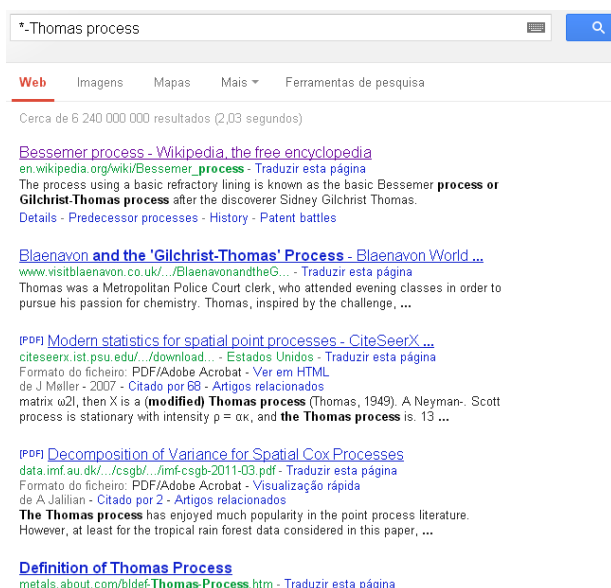 *-Thomas process
Web Imagens Mapas Mais Ferramentas de pesquisa
Cerca de 6 240 000 000 resultados (2,03 segundos)
Bessemer process - Wikipedia, the free encyclopedia
en.wikipedia.org/wiki/Bessemer_process - Traduzir esta página
The process using a basic refractory lining is known as the basic Bessemer process or
Gilchrist-Thomas process after the discoverer Sidney Gilchrist Thomas.
Details - Predecessor processes - History - Patent battles
Blaenavon and the 'Gilchrist-Thomas' Process - Blaenavon World ...
www.visitblaenavon.co.uk/.../BlaenavonandtheG... - Traduzir esta página
Thomas was a Metropolitan Police Court clerk, who attended evening classes in order to
pursue his passion for chemistry. Thomas, inspired by the challenge, ...
[PDF] Modern statistics for spatial point processes - CiteSeerX ...
citeseerx.ist.psu.edu/.../download... - Estados Unidos - Traduzir esta página
Formato do ficheiro: PDF/Adobe Acrobat - Ver em HTML
de J Møller - 2007 - Citado por 68 - Artigos relacionados
matrix ω2I, then X is a (modified) Thomas process (Thomas, 1949). A Neyman-. Scott
process is stationary with intensity ρ = ακ, and the Thomas process is. 13 ...
[PDF] Decomposition of Variance for Spatial Cox Processes
data.imf.au.dk/.../csgb/.../imf-csgb-2011-03.pdf - Traduzir esta página
Formato do ficheiro: PDF/Adobe Acrobat - Visualização rápida
de A Jalilian - Citado por 2 - Artigos relacionados
The Thomas process has enjoyed much popularity in the point process literature.
However, at least for the tropical rain forest data considered in this paper, ...
Definition of Thomas Process
metals.about.com/bldef-Thomas-Process.htm - Traduzir esta página